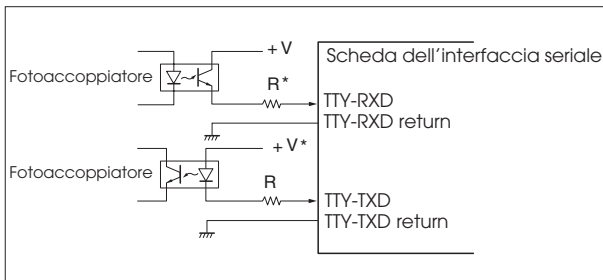 +V
Scheda dell'interfaccia seriale
Fotoaccoppiatore
R*
TTY-RXD
TTY-RXD return
+V*
Fotoaccoppiatore
R
TTY-TXD
TTY-TXD return